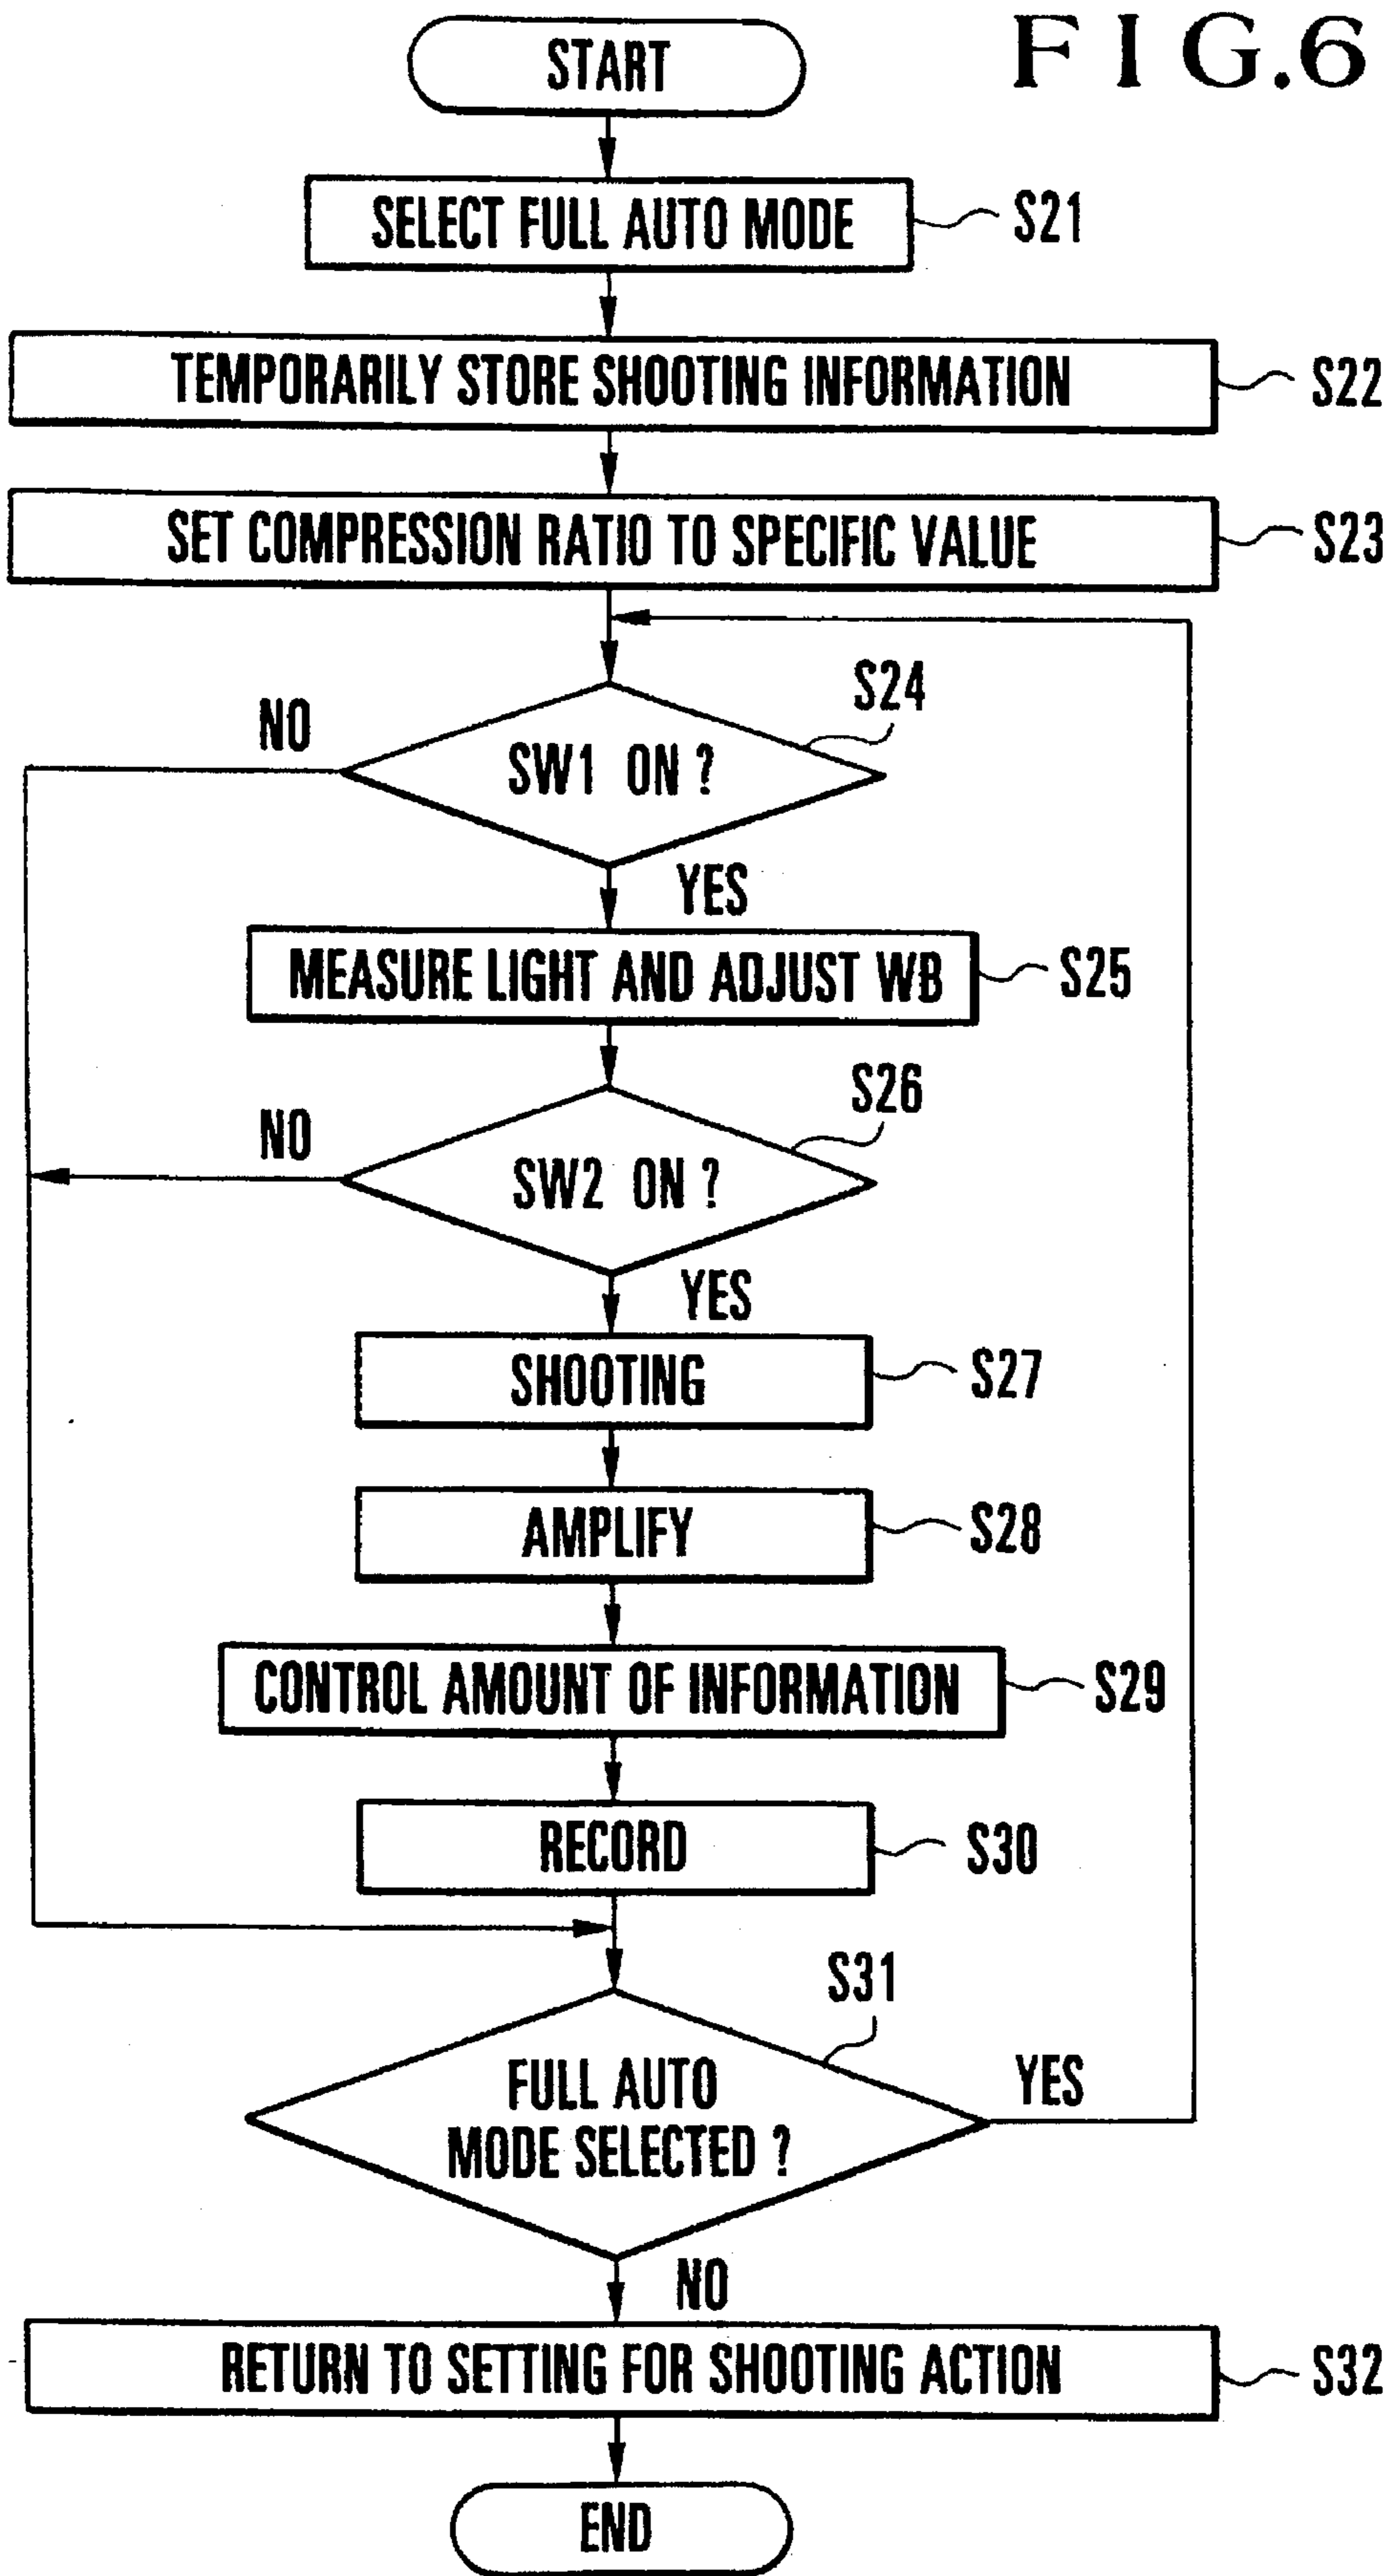 FIG.6
START
SELECT FULL AUTO MODE
S21
TEMPORARILY STORE SHOOTING INFORMATION
S22
SET COMPRESSION RATIO TO SPECIFIC VALUE
S23
S24
NO
SW1 ON ?
YES
MEASURE LIGHT AND ADJUST WB
S25
S26
NO
SW2 ON ?
YES
SHOOTING
S27
AMPLIFY
S28
CONTROL AMOUNT OF INFORMATION
S29
RECORD
S30
S31
FULL AUTO
MODE SELECTED ?
YES
NO
RETURN TO SETTING FOR SHOOTING ACTION
S32
END